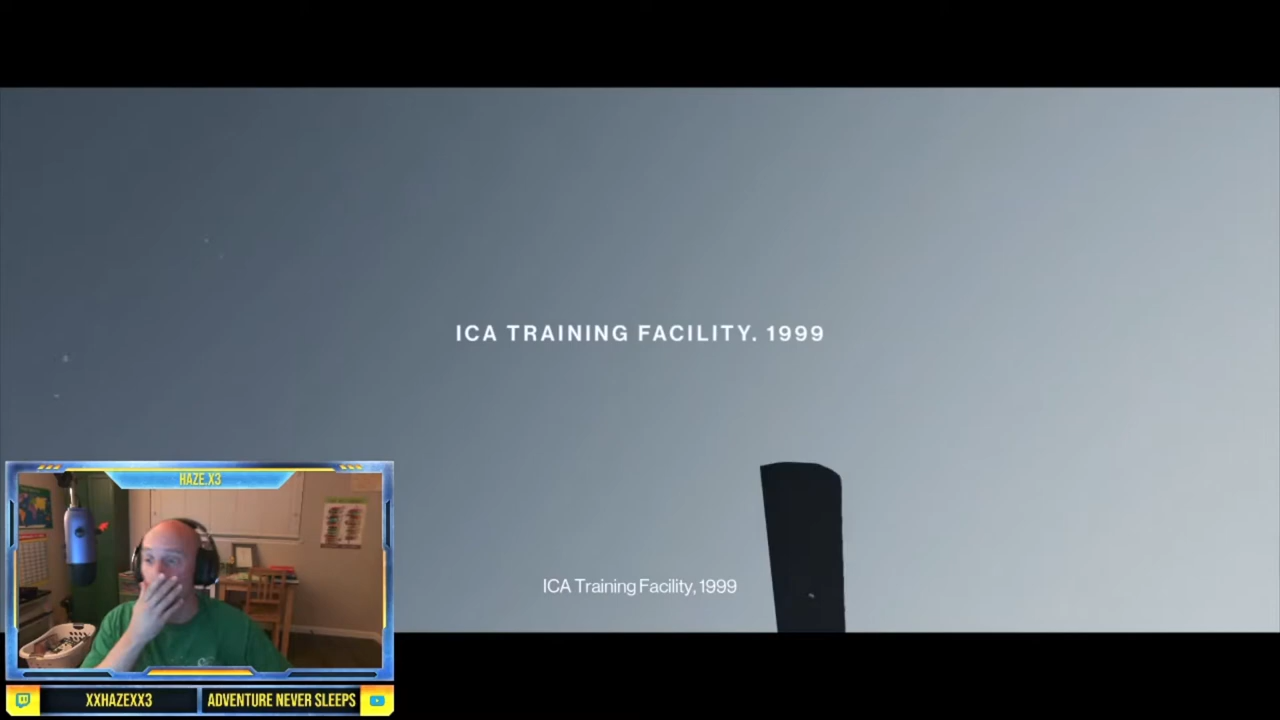 ICA TRAINING FACILITY. 1999
ICA Training Facility, 1999
HAZE.X3
XXHAZEXX3
ADVENTURE NEVER SLEEPS